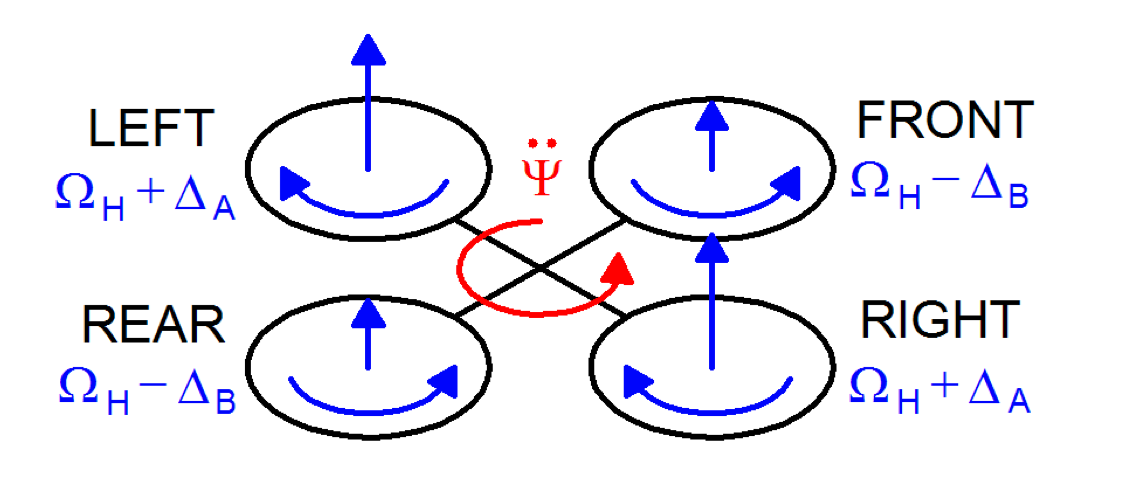 LEFT
Ω_H + Δ_A
Ψ̈
FRONT
Ω_H − Δ_B
REAR
Ω_H − Δ_B
RIGHT
Ω_H + Δ_A